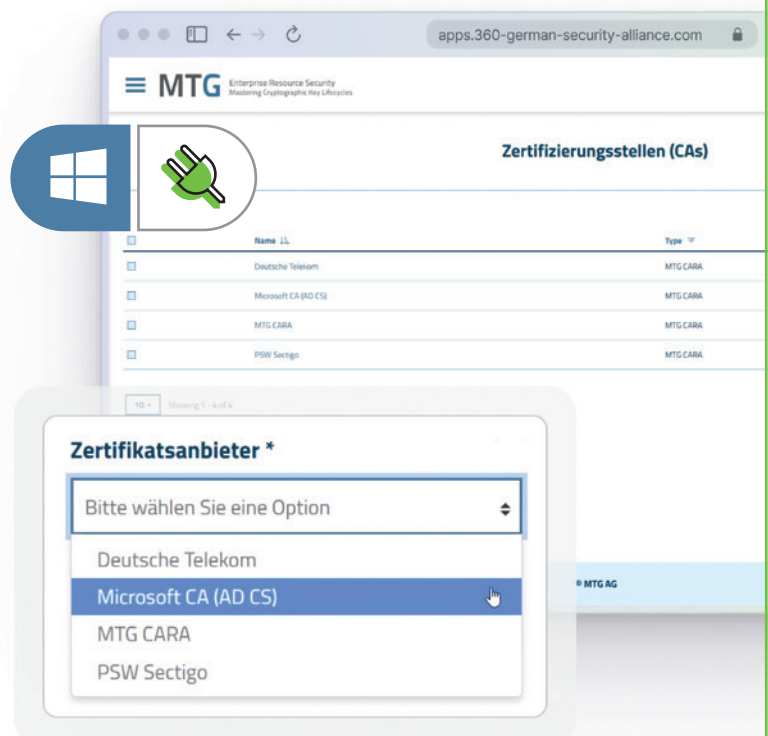 apps.360-german-security-alliance.com
MTG Enterprise Resource Security
Mastering Cryptographic Key Lifecycles
Zertifizierungsstellen (CAs)
Name Type
Deutsche Telekom MTG CARA
Microsoft CA (AD CS) MTG CARA
MTG CARA MTG CARA
PSW Sectigo MTG CARA
10 Showing 1 - 4 of 4
Zertifikatsanbieter *
Bitte wählen Sie eine Option
Deutsche Telekom
Microsoft CA (AD CS)
MTG CARA
PSW Sectigo
© MTG AG